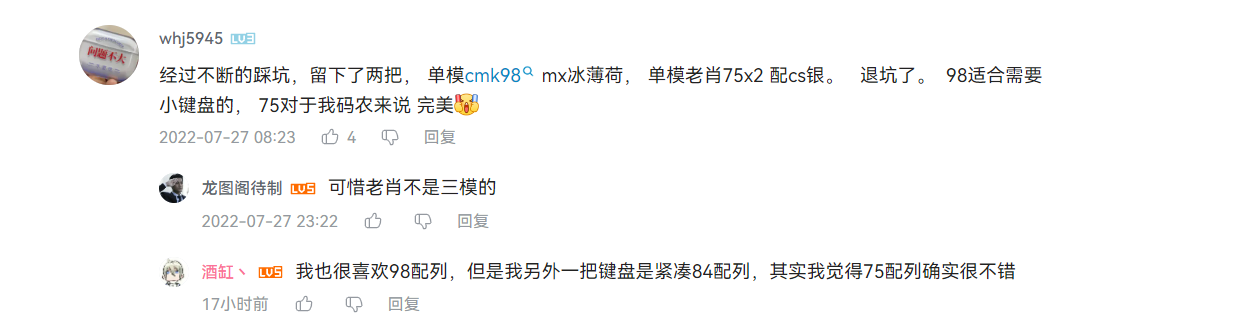 whj5945 LV3
问题不大
经过不断的踩坑，留下了两把， 单模cmk98 mx冰薄荷， 单模老肖75x2 配cs银。 退坑了。 98适合需要
小键盘的， 75对于我码农来说 完美
2022-07-27 08:23 4 回复
龙图阁待制 LV5 可惜老肖不是三模的
2022-07-27 23:22 回复
酒缸丶 LV5 我也很喜欢98配列，但是我另外一把键盘是紧凑84配列，其实我觉得75配列确实很不错
17小时前 回复